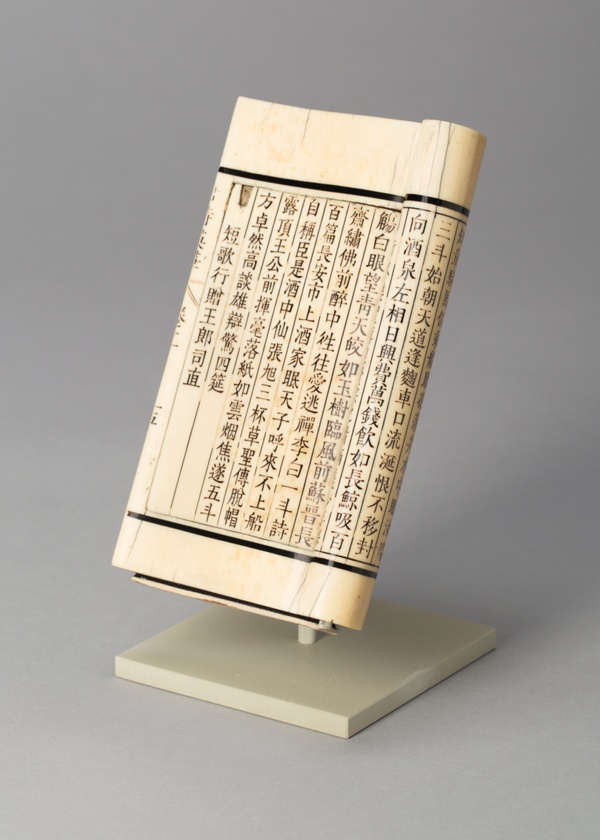 三斗始朝天道逢麴車口流涎恨不移封
向酒泉左相日興費萬錢飲如長鯨吸百
觴白眼望青天皎如玉樹臨風前蘇晉長
齋繡佛前醉中徃徃愛逃禪李白一斗詩
百篇長安市上酒家眠天子呼來不上船
自稱臣是酒中仙張旭三杯草聖傳脫帽
露頂王公前揮毫落紙如雲烟焦遂五斗
方卓然高談雄辯驚四筵
短歌行贈王郎司直